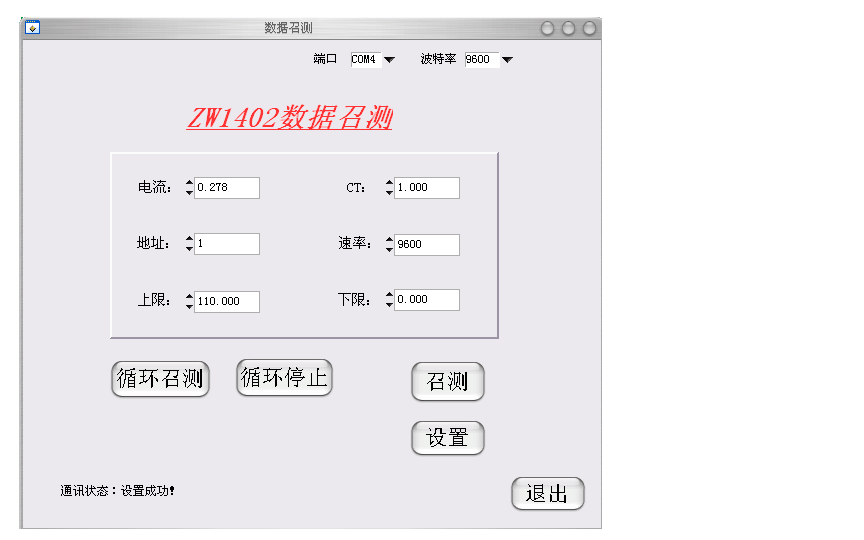 数据召测
端口 COM4 波特率 9600
ZW1402数据召测
电流： 0.278 CT： 1.000
地址： 1 速率： 9600
上限： 110.000 下限： 0.000
循环召测 循环停止 召测
设置
通讯状态：设置成功！ 退出